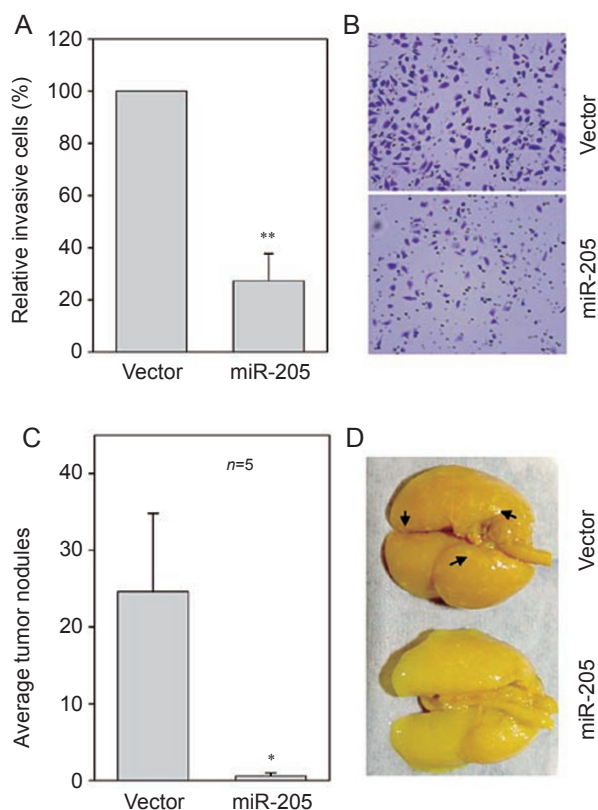 A
Relative invasive cells (%)
120
100
80
60
40
20
0
**
Vector
miR-205
B
Vector
miR-205
C
Average tumor nodules
40
30
20
10
0
n=5
*
Vector
miR-205
D
Vector
miR-205